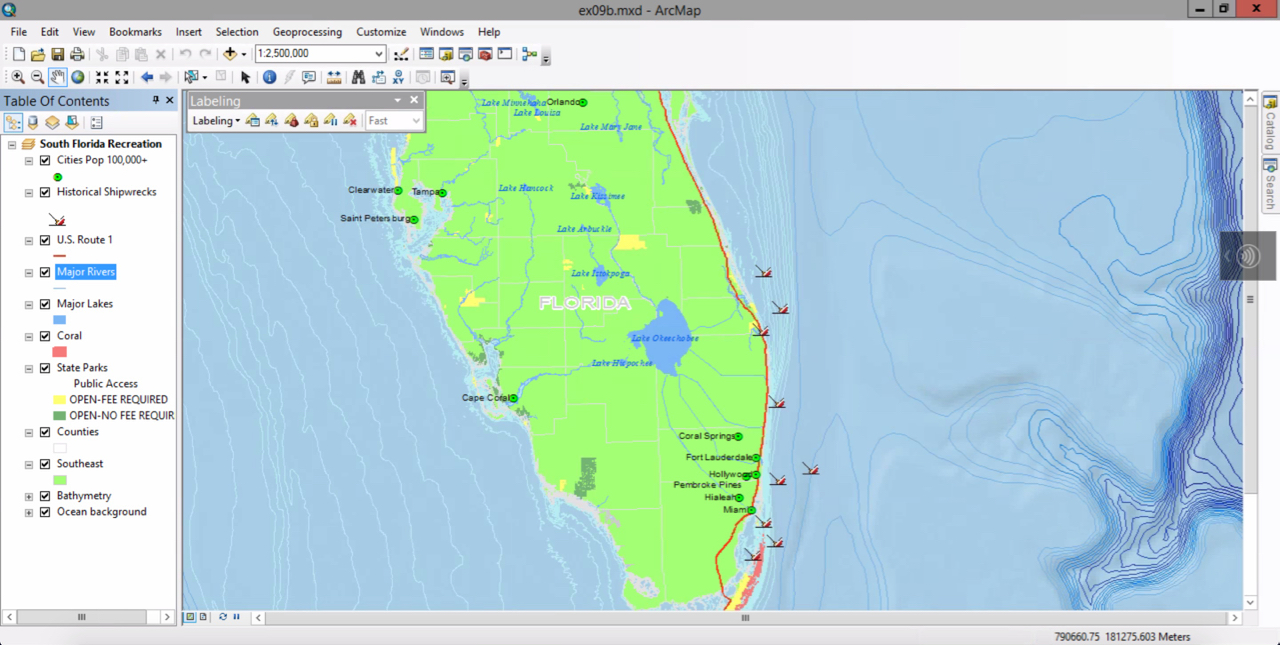 ex09b.mxd - ArcMap
File Edit View Bookmarks Insert Selection Geoprocessing Customize Windows Help
1:2,500,000
Table Of Contents
South Florida Recreation
Cities Pop 100,000+
Historical Shipwrecks
U.S. Route 1
Major Rivers
Major Lakes
Coral
State Parks
Public Access
OPEN-FEE REQUIRED
OPEN-NO FEE REQUIR
Counties
Southeast
Bathymetry
Ocean background
Labeling
Labeling Fast
Lake Minnehaha Orlando
Lake Louisa
Lake Mary Jane
Clearwater Tampa Lake Hancock
Lake Kissimee
Saint Petersburg
Lake Arbuckle
Lake Istokpoga
FLORIDA
Lake Okeechobee
Lake Hicpochee
Cape Coral
Coral Springs
Fort Lauderdale
Hollywood
Pembroke Pines
Hialeah
Miami
Catalog
Search
790660.75 181275.603 Meters